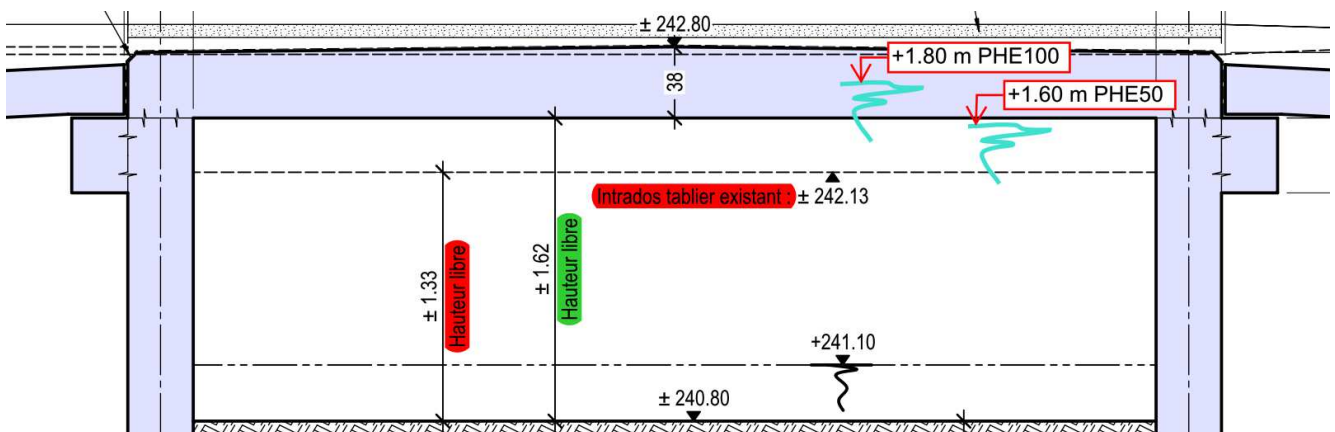 ± 242.80
+1.80 m PHE100
38
+1.60 m PHE50
Intrados tablier existant : ± 242.13
± 1.33
Hauteur libre
± 1.62
Hauteur libre
+241.10
± 240.80